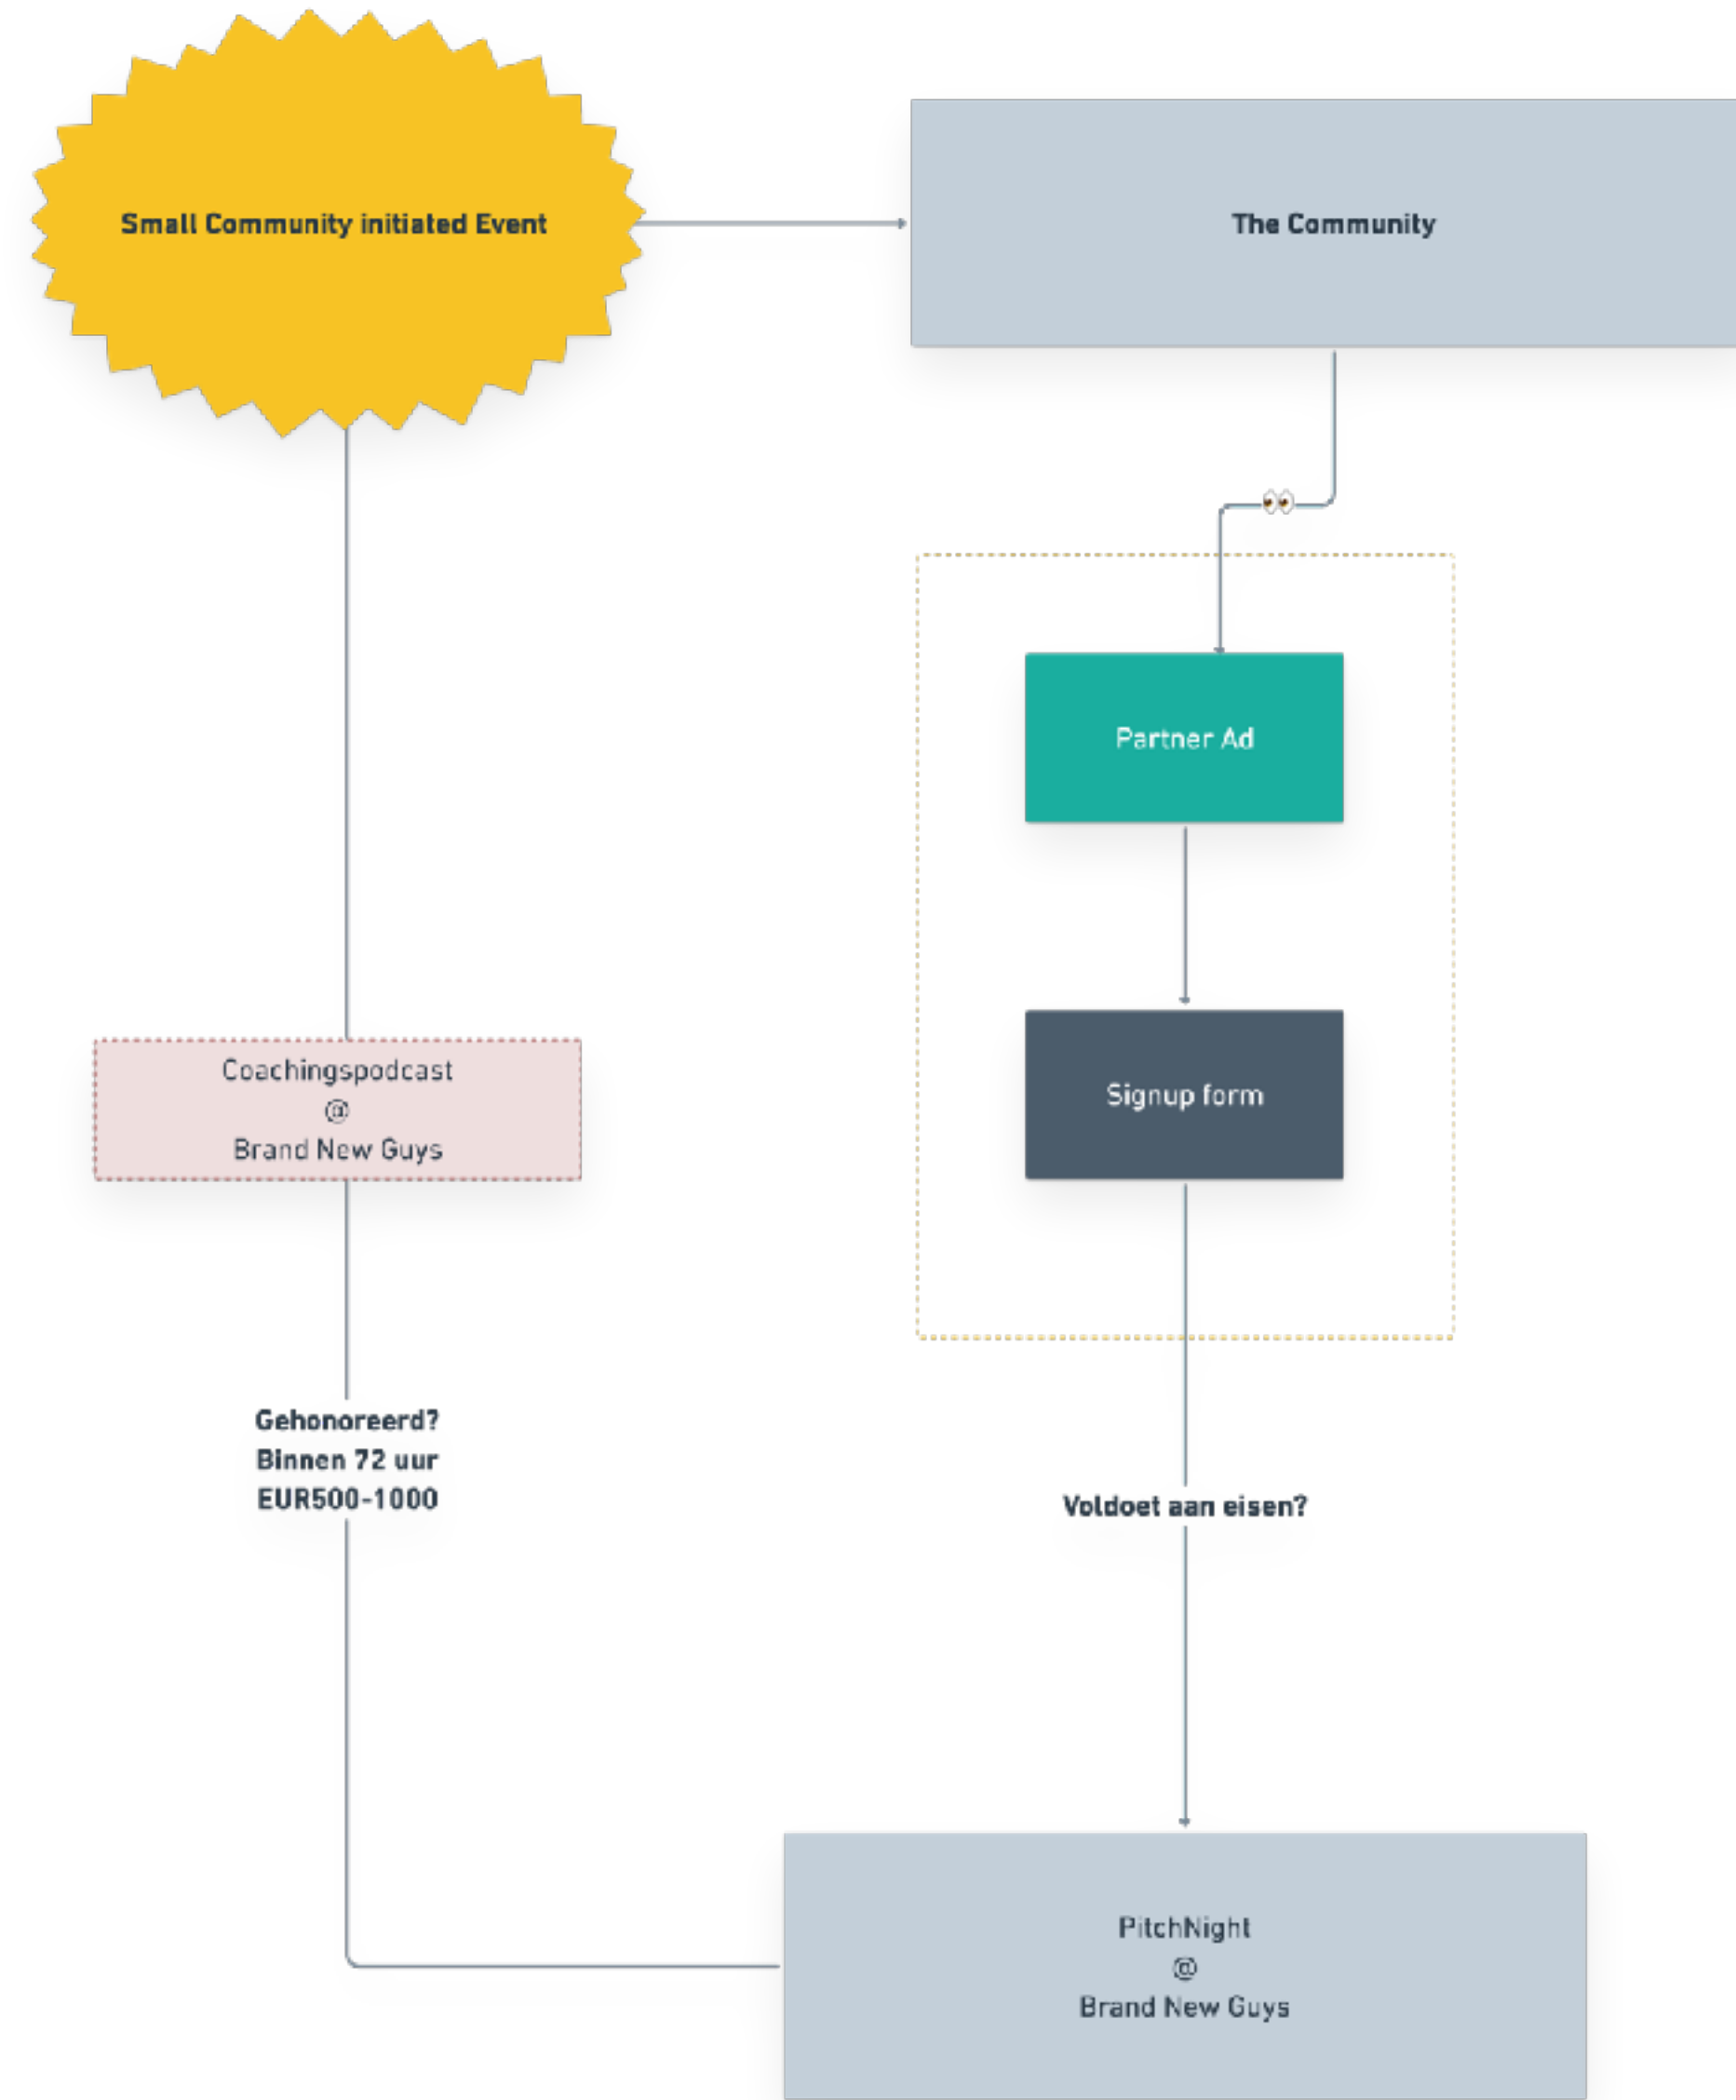 Small Community initiated Event
The Community
👀
Partner Ad
Signup form
Coachingspodcast
@
Brand New Guys
Gehonoreerd?
Binnen 72 uur
EUR500-1000
Voldoet aan eisen?
PitchNight
@
Brand New Guys